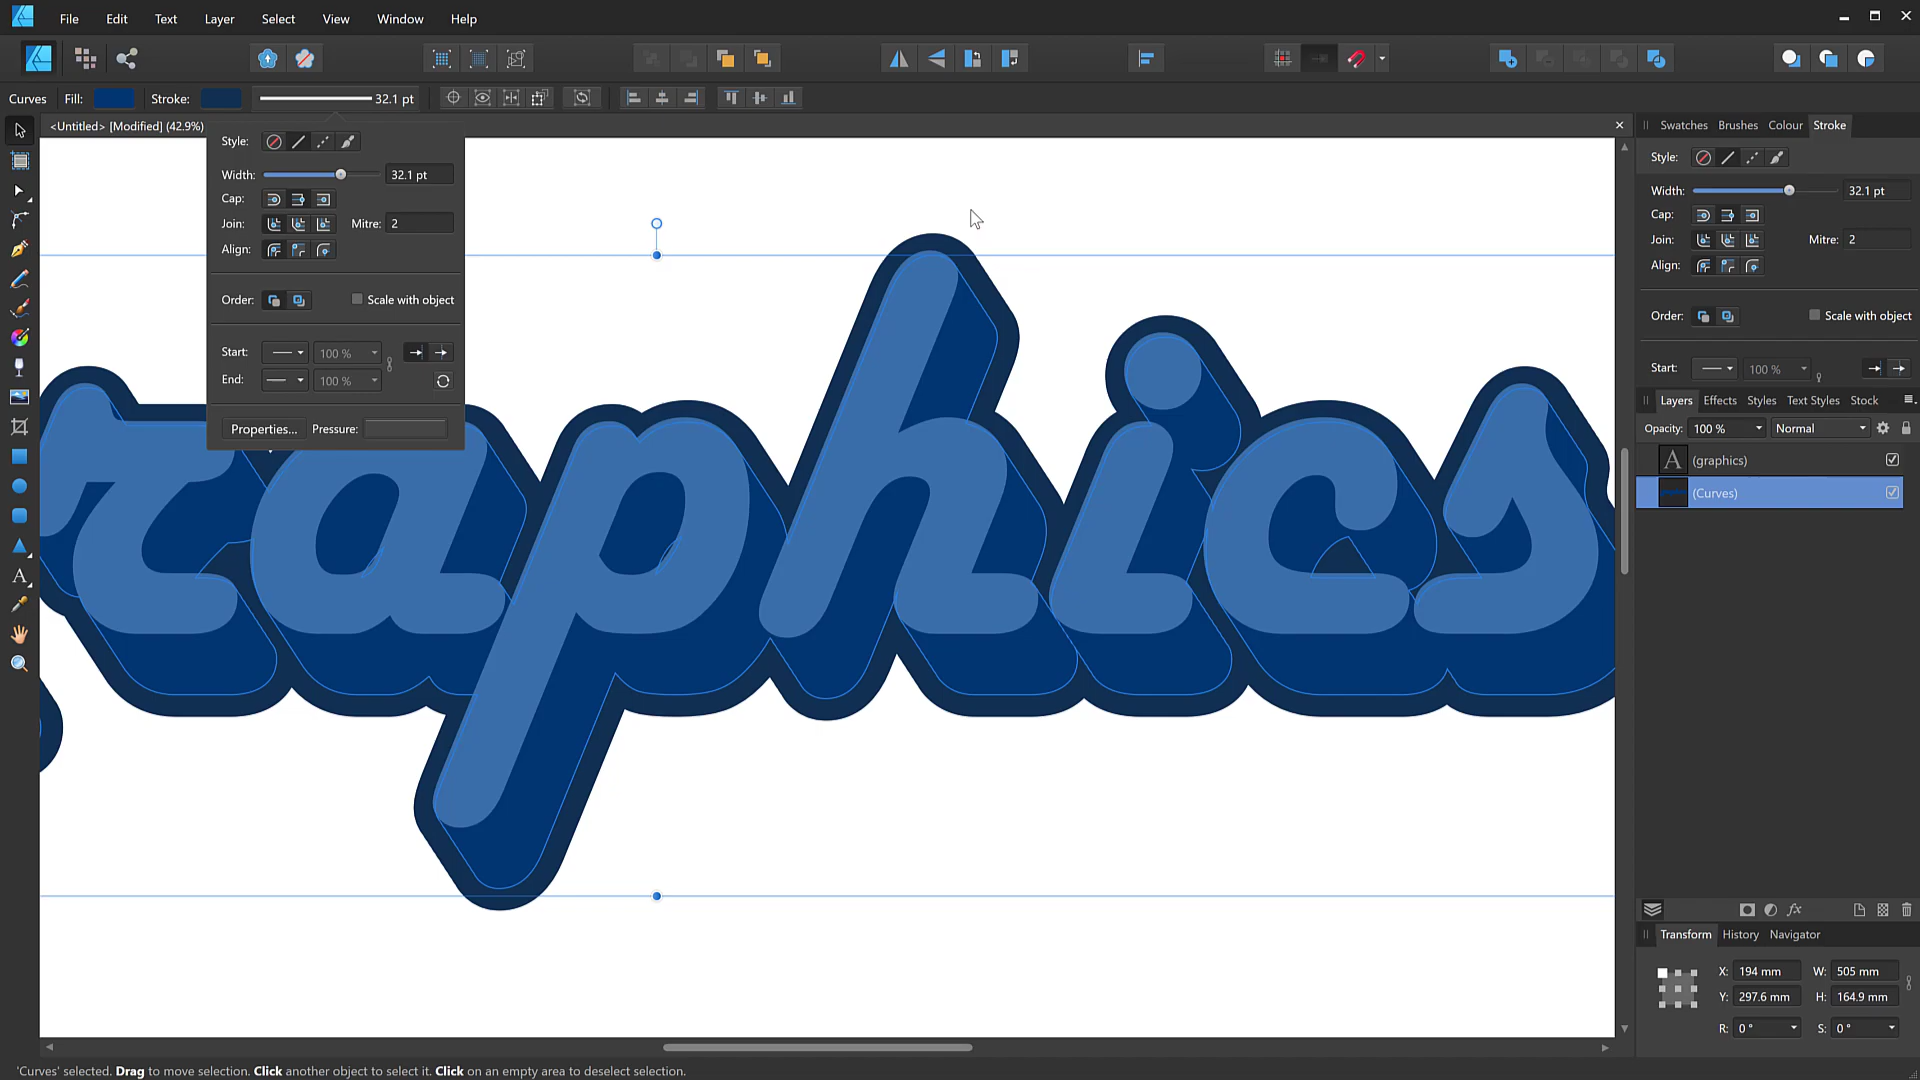 File Edit Text Layer Select View Window Help
Curves Fill: Stroke: 32.1 pt
<Untitled> [Modified] (42.9%)
Style:
Width: 32.1 pt
Cap:
Join: Mitre: 2
Align:
Order: Scale with object
Start: 100 %
End: 100 %
Properties... Pressure:
raphics
Swatches Brushes Colour Stroke
Style:
Width: 32.1 pt
Cap:
Join: Mitre: 2
Align:
Order: Scale with object
Start: 100 %
Layers Effects Styles Text Styles Stock
Opacity: 100 % Normal
A (graphics)
(Curves)
fx
Transform History Navigator
X: 194 mm W: 505 mm
Y: 297.6 mm H: 164.9 mm
R: 0 ° S: 0 °
'Curves' selected. Drag to move selection. Click another object to select it. Click on an empty area to deselect selection.